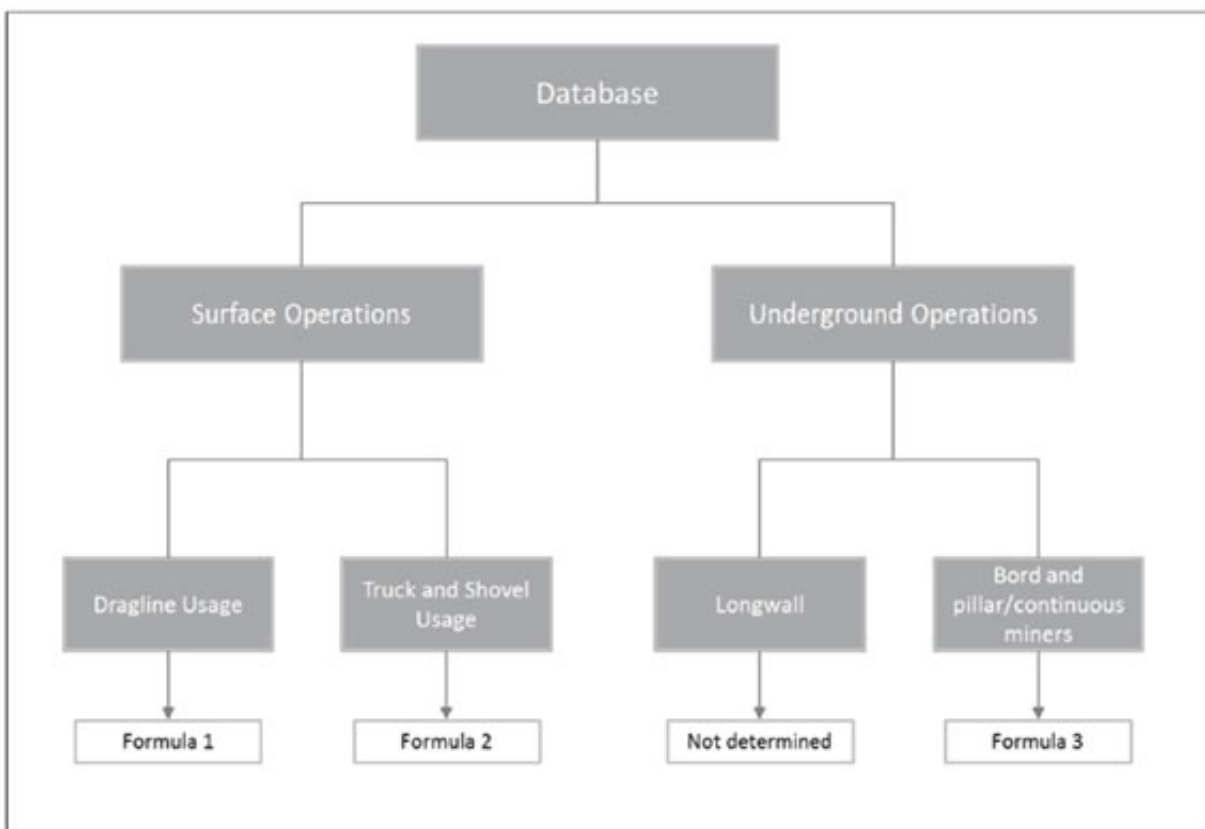 Database
Surface Operations
Underground Operations
Dragline Usage
Truck and Shovel
Usage
Longwall
Bord and
pillar/continuous
miners
Formula 1
Formula 2
Not determined
Formula 3